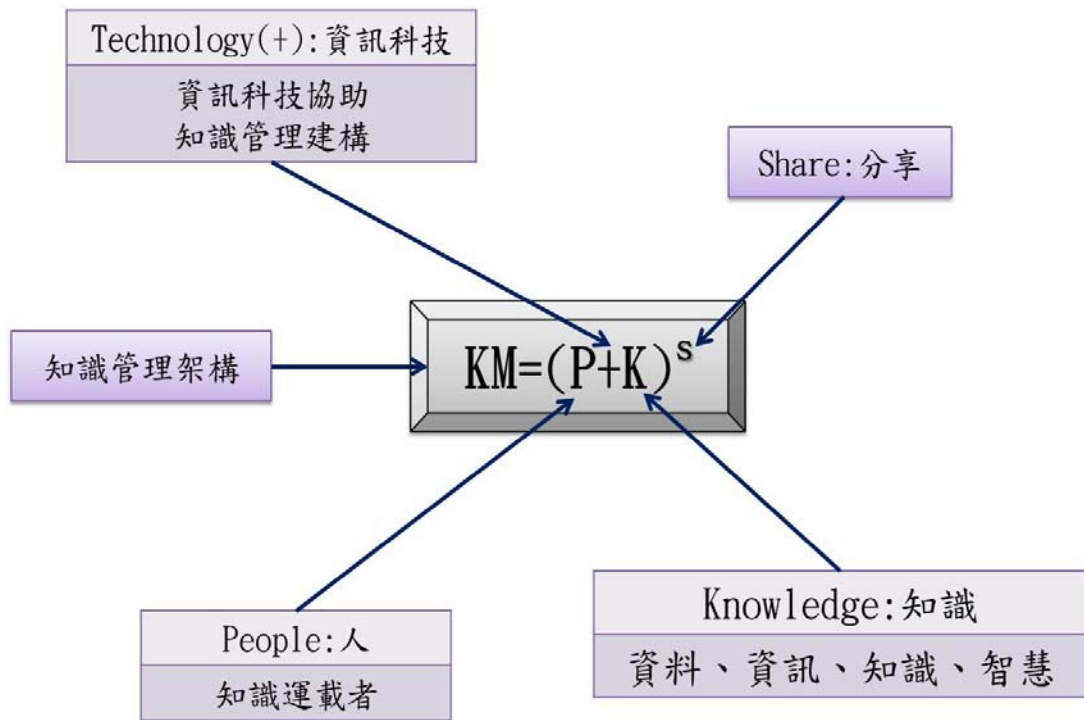 Technology(+):資訊科技
資訊科技協助
知識管理建構
Share:分享
知識管理架構
KM=(P+K)ˢ
People:人
知識運載者
Knowledge:知識
資料、資訊、知識、智慧